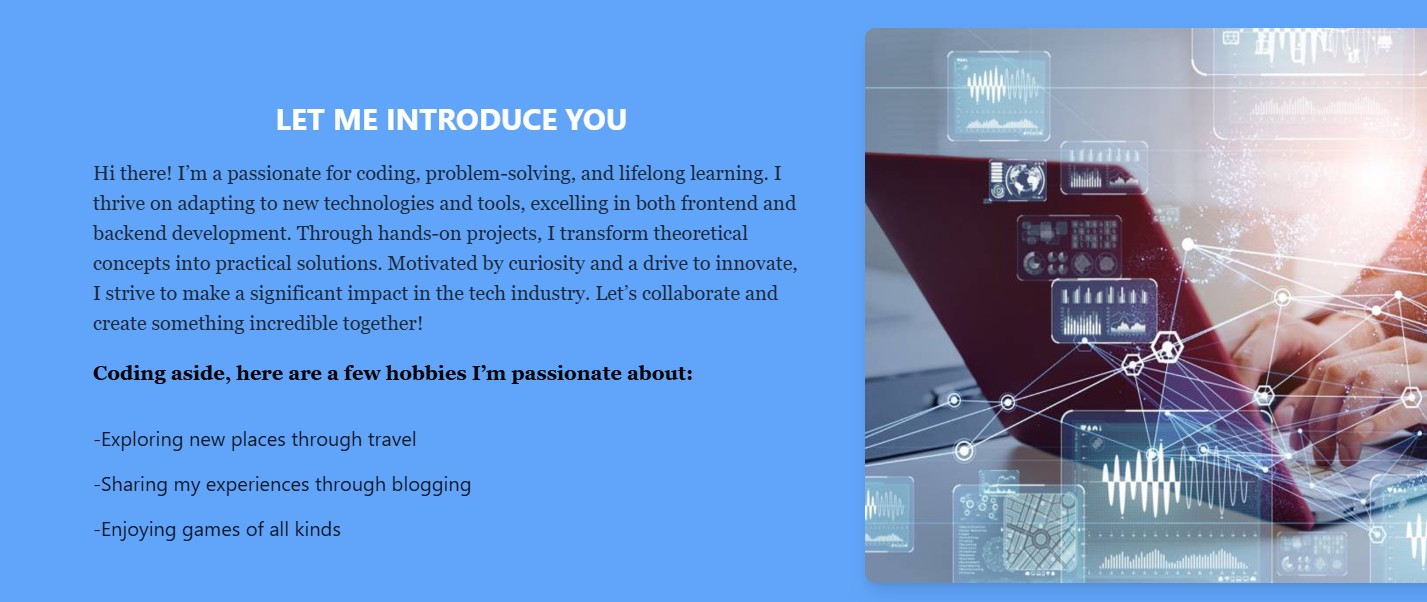 LET ME INTRODUCE YOU
Hi there! I’m a passionate for coding, problem-solving, and lifelong learning. I
thrive on adapting to new technologies and tools, excelling in both frontend and
backend development. Through hands-on projects, I transform theoretical
concepts into practical solutions. Motivated by curiosity and a drive to innovate,
I strive to make a significant impact in the tech industry. Let’s collaborate and
create something incredible together!
Coding aside, here are a few hobbies I’m passionate about:
-Exploring new places through travel
-Sharing my experiences through blogging
-Enjoying games of all kinds